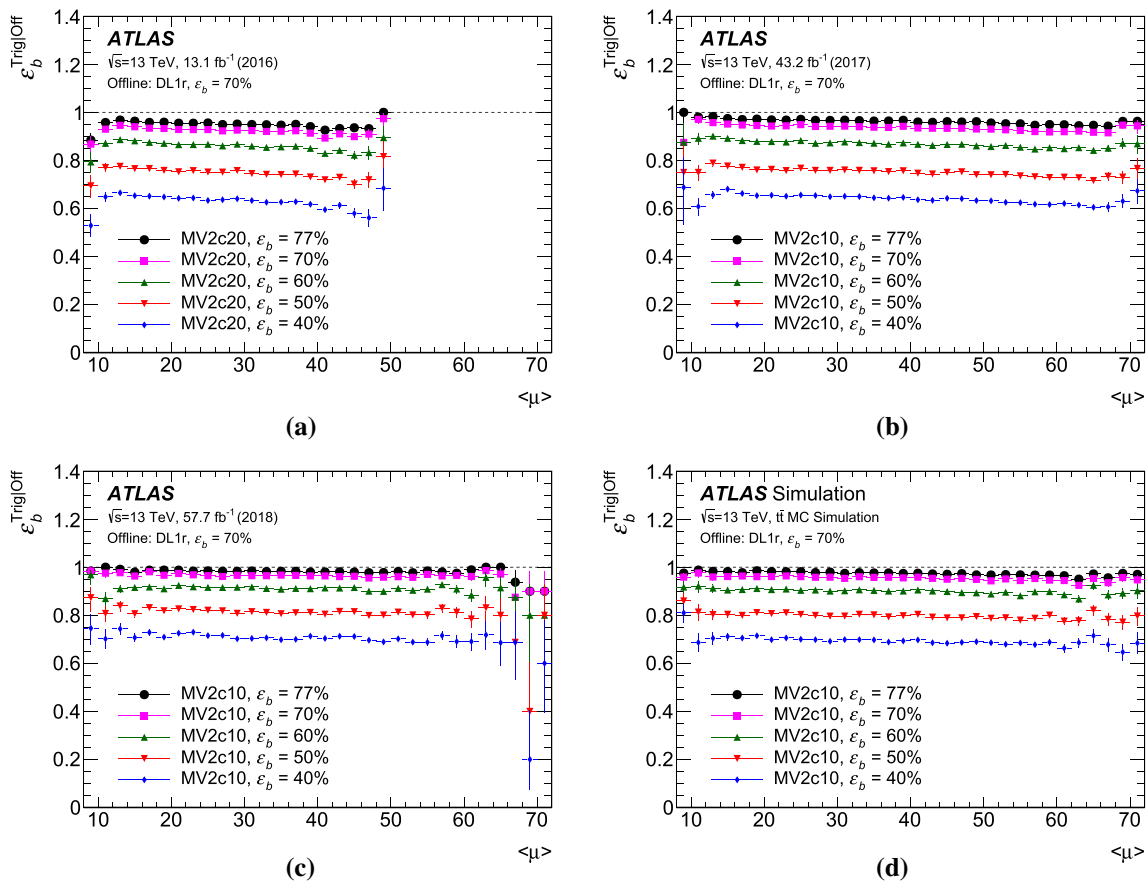 1.4
1.2
1
0.8
0.6
0.4
0.2
0
ε_b^Trig|Off
ATLAS
√s=13 TeV, 13.1 fb⁻¹ (2016)
Offline: DL1r, ε_b = 70%
MV2c20, ε_b = 77%
MV2c20, ε_b = 70%
MV2c20, ε_b = 60%
MV2c20, ε_b = 50%
MV2c20, ε_b = 40%
10 20 30 40 50 60 70
<μ>
(a)
1.4
1.2
1
0.8
0.6
0.4
0.2
0
ε_b^Trig|Off
ATLAS
√s=13 TeV, 43.2 fb⁻¹ (2017)
Offline: DL1r, ε_b = 70%
MV2c10, ε_b = 77%
MV2c10, ε_b = 70%
MV2c10, ε_b = 60%
MV2c10, ε_b = 50%
MV2c10, ε_b = 40%
10 20 30 40 50 60 70
<μ>
(b)
1.4
1.2
1
0.8
0.6
0.4
0.2
0
ε_b^Trig|Off
ATLAS
√s=13 TeV, 57.7 fb⁻¹ (2018)
Offline: DL1r, ε_b = 70%
MV2c10, ε_b = 77%
MV2c10, ε_b = 70%
MV2c10, ε_b = 60%
MV2c10, ε_b = 50%
MV2c10, ε_b = 40%
10 20 30 40 50 60 70
<μ>
(c)
1.4
1.2
1
0.8
0.6
0.4
0.2
0
ε_b^Trig|Off
ATLAS Simulation
√s=13 TeV, tt̄ MC Simulation
Offline: DL1r, ε_b = 70%
MV2c10, ε_b = 77%
MV2c10, ε_b = 70%
MV2c10, ε_b = 60%
MV2c10, ε_b = 50%
MV2c10, ε_b = 40%
10 20 30 40 50 60 70
<μ>
(d)